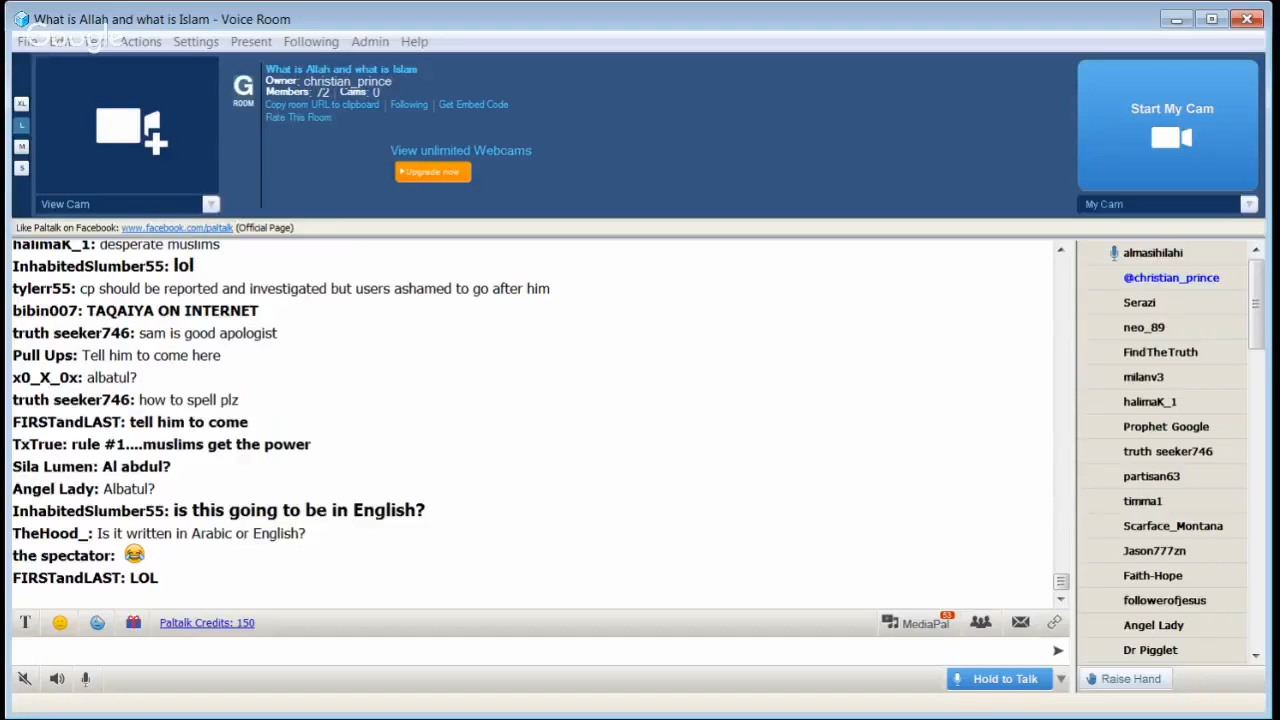 What is Allah and what is Islam - Voice Room
Google
Actions Settings Present Following Admin Help
What is Allah and what is Islam
G
ROOM
Owner: christian_prince
Members: 72 | Cams: 0
Copy room URL to clipboard | Following | Get Embed Code
Rate This Room
View unlimited Webcams
Upgrade now
XL
L
M
S
View Cam
Start My Cam
My Cam
Like Paltalk on Facebook: www.facebook.com/paltalk (Official Page)
halimaK_1: desperate muslims
InhabitedSlumber55: lol
tylerr55: cp should be reported and investigated but users ashamed to go after him
bibin007: TAQAIYA ON INTERNET
truth seeker746: sam is good apologist
Pull Ups: Tell him to come here
x0_X_0x: albatul?
truth seeker746: how to spell plz
FIRSTandLAST: tell him to come
TxTrue: rule #1....muslims get the power
Sila Lumen: Al abdul?
Angel Lady: Albatul?
InhabitedSlumber55: is this going to be in English?
TheHood_: Is it written in Arabic or English?
the spectator: 😂
FIRSTandLAST: LOL
almasihilahi
@christian_prince
Serazi
neo_89
FindTheTruth
milanv3
halimaK_1
Prophet Google
truth seeker746
partisan63
timma1
Scarface_Montana
Jason777zn
Faith-Hope
followerofjesus
Angel Lady
Dr Pigglet
T
Paltalk Credits: 150
MediaPal
53
Hold to Talk
Raise Hand